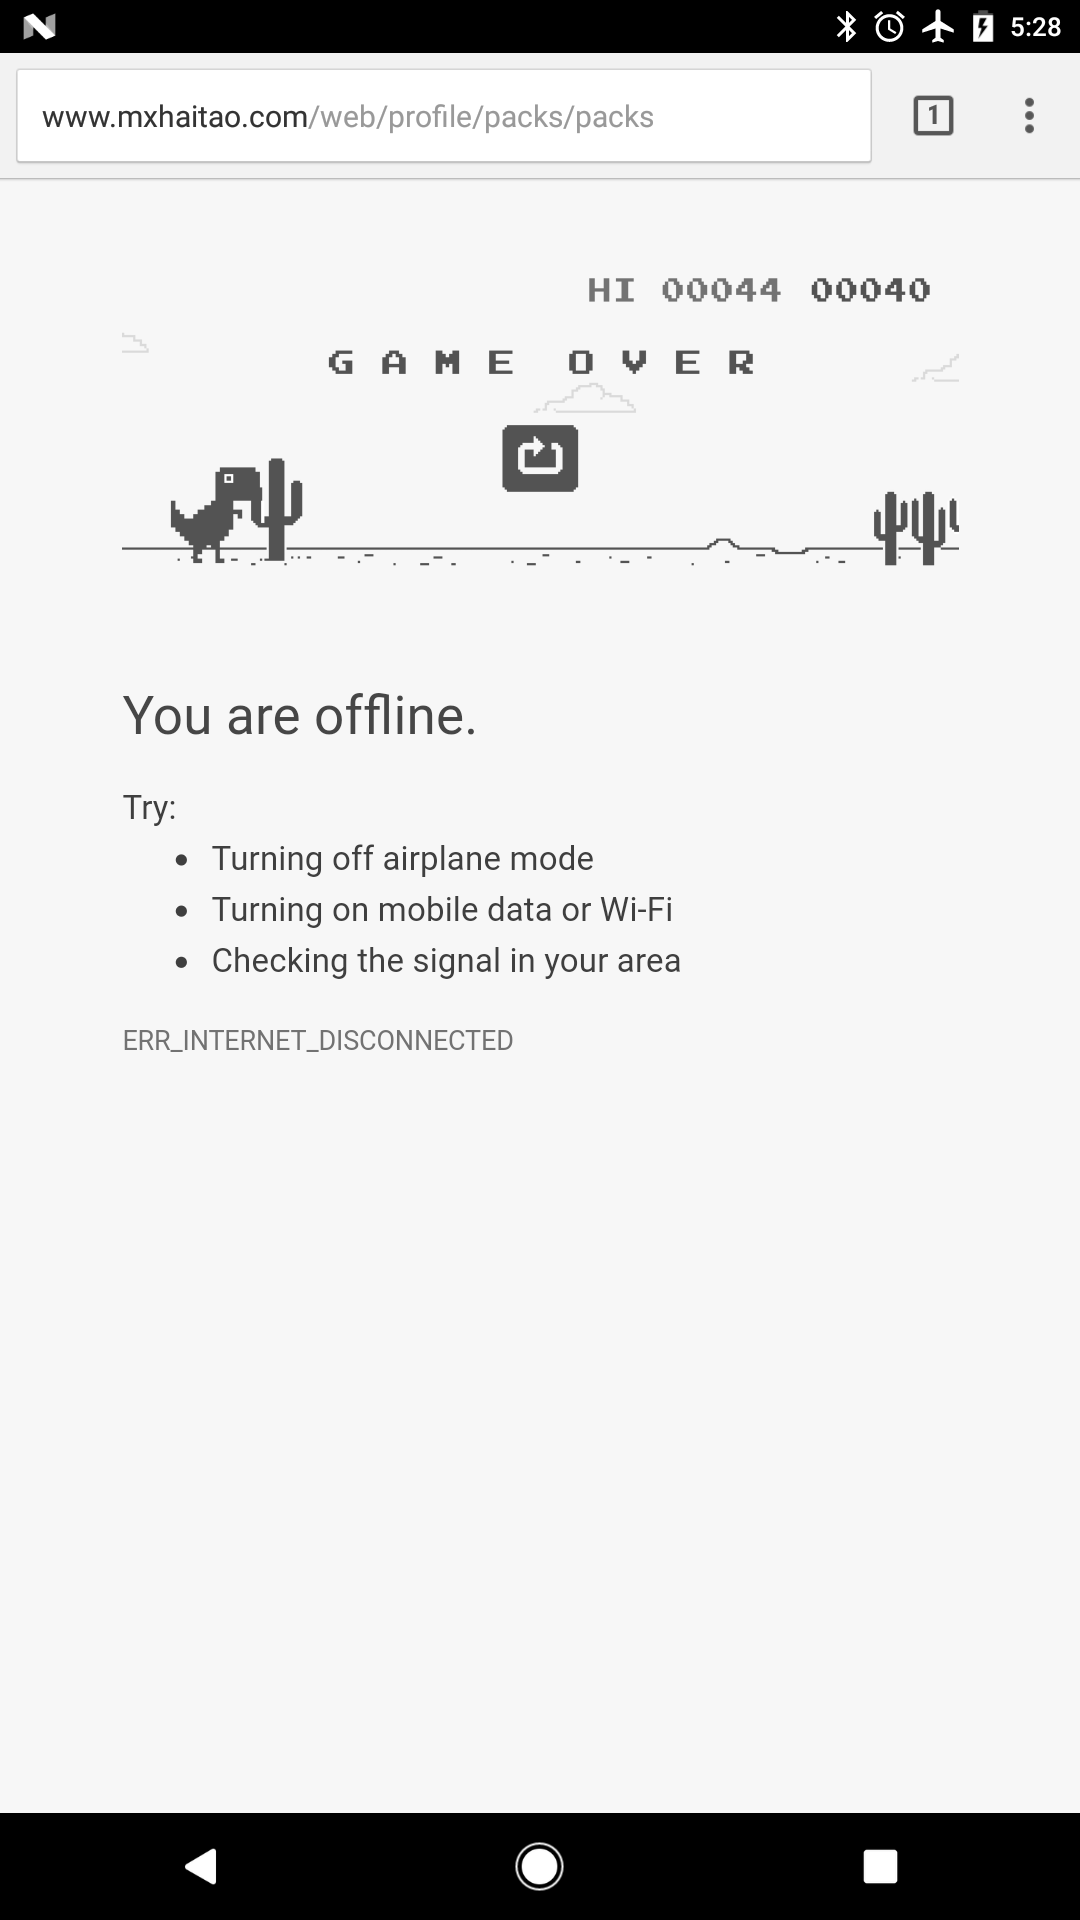 5:28
www.mxhaitao.com/web/profile/packs/packs
1
HI 00044 00040
GAME OVER
You are offline.
Try:
• Turning off airplane mode
• Turning on mobile data or Wi-Fi
• Checking the signal in your area
ERR_INTERNET_DISCONNECTED